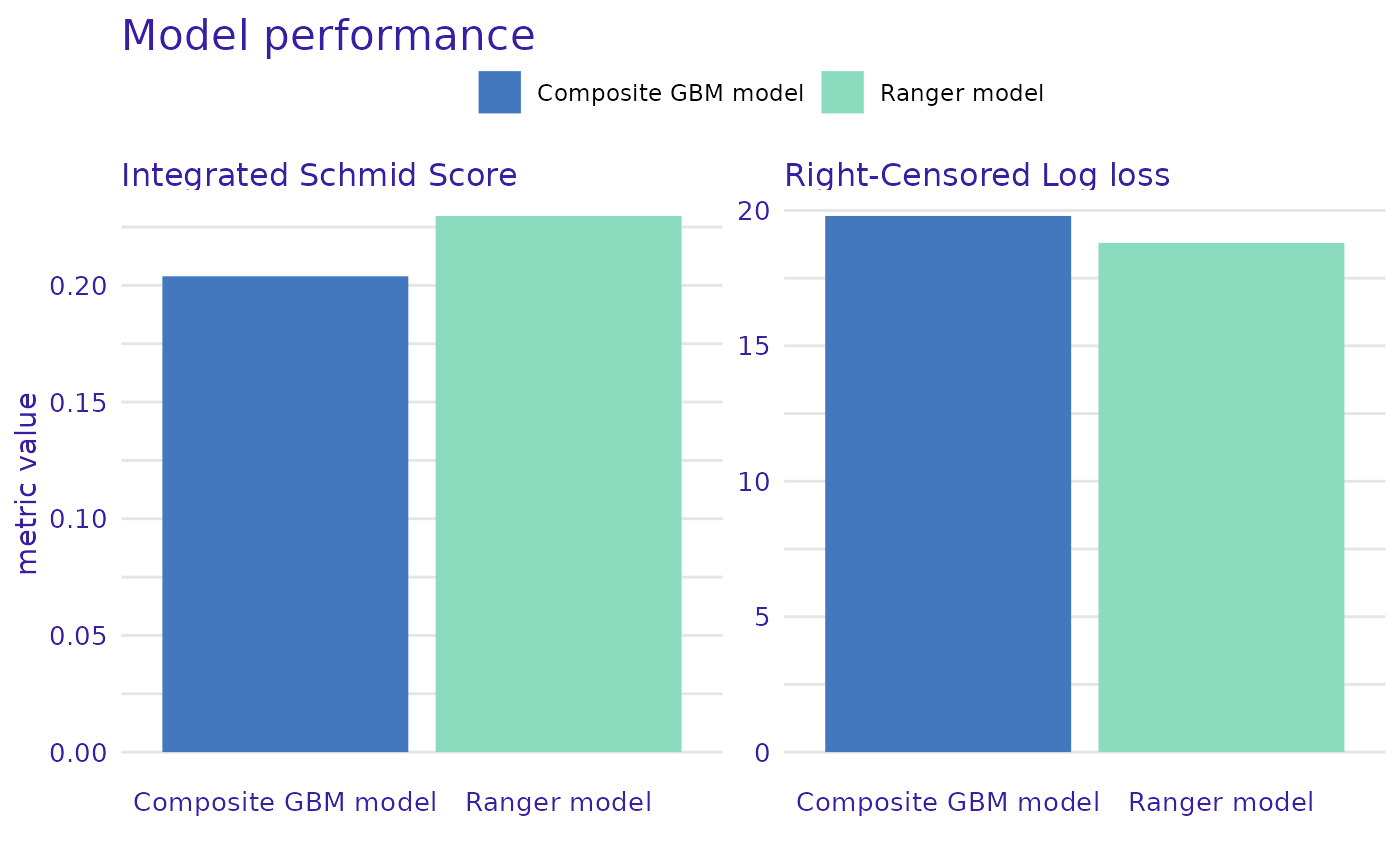 Model performance
Composite GBM model
Ranger model
Integrated Schmid Score
Right-Censored Log loss
metric value
0.20
0.15
0.10
0.05
0.00
20
15
10
5
0
Composite GBM model
Ranger model
Composite GBM model
Ranger model